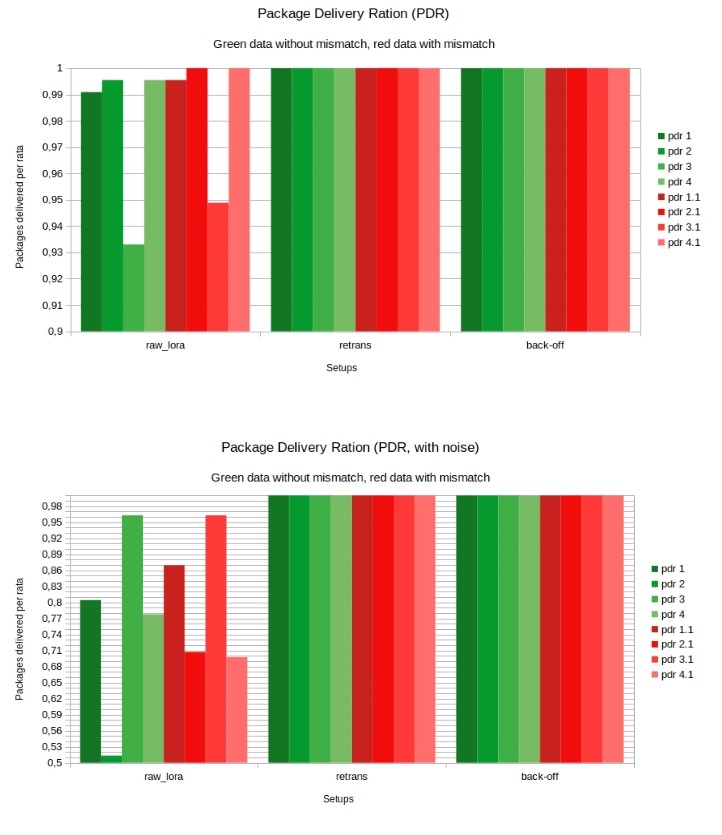 Package Delivery Ration (PDR)
Green data without mismatch, red data with mismatch
Packages delivered per rata
1
0,99
0,98
0,97
0,96
0,95
0,94
0,93
0,92
0,91
0,9
raw_lora
retrans
back-off
Setups
pdr 1
pdr 2
pdr 3
pdr 4
pdr 1.1
pdr 2.1
pdr 3.1
pdr 4.1
Package Delivery Ration (PDR, with noise)
Green data without mismatch, red data with mismatch
Packages delivered per rata
0,98
0,95
0,92
0,89
0,86
0,83
0,8
0,77
0,74
0,71
0,68
0,65
0,62
0,59
0,56
0,53
0,5
raw_lora
retrans
back-off
Setups
pdr 1
pdr 2
pdr 3
pdr 4
pdr 1.1
pdr 2.1
pdr 3.1
pdr 4.1